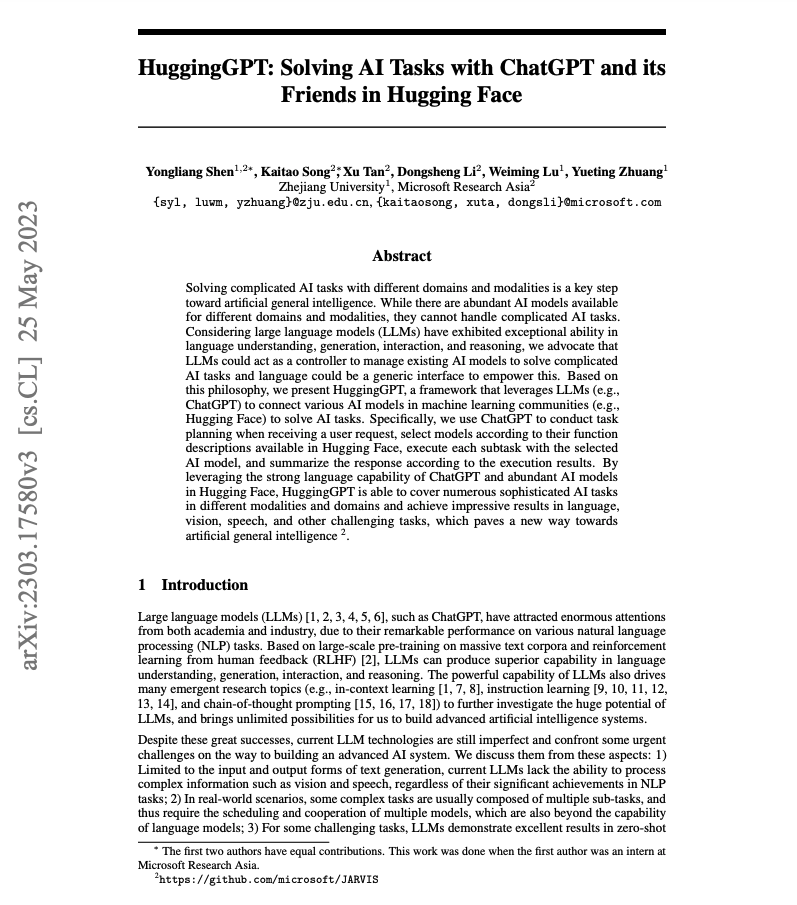 HuggingGPT: Solving AI Tasks with ChatGPT and its
Friends in Hugging Face
Yongliang Shen1,2*, Kaitao Song2*, Xu Tan2, Dongsheng Li2, Weiming Lu1, Yueting Zhuang1
Zhejiang University1, Microsoft Research Asia2
{syl, luwm, yzhuang}@zju.edu.cn, {kaitaosong, xuta, dongsli}@microsoft.com
arXiv:2303.17580v3 [cs.CL] 25 May 2023
Abstract
Solving complicated AI tasks with different domains and modalities is a key step
toward artificial general intelligence. While there are abundant AI models available
for different domains and modalities, they cannot handle complicated AI tasks.
Considering large language models (LLMs) have exhibited exceptional ability in
language understanding, generation, interaction, and reasoning, we advocate that
LLMs could act as a controller to manage existing AI models to solve complicated
AI tasks and language could be a generic interface to empower this. Based on
this philosophy, we present HuggingGPT, a framework that leverages LLMs (e.g.,
ChatGPT) to connect various AI models in machine learning communities (e.g.,
Hugging Face) to solve AI tasks. Specifically, we use ChatGPT to conduct task
planning when receiving a user request, select models according to their function
descriptions available in Hugging Face, execute each subtask with the selected
AI model, and summarize the response according to the execution results. By
leveraging the strong language capability of ChatGPT and abundant AI models
in Hugging Face, HuggingGPT is able to cover numerous sophisticated AI tasks
in different modalities and domains and achieve impressive results in language,
vision, speech, and other challenging tasks, which paves a new way towards
artificial general intelligence 2.
1 Introduction
Large language models (LLMs) [1, 2, 3, 4, 5, 6], such as ChatGPT, have attracted enormous attentions
from both academia and industry, due to their remarkable performance on various natural language
processing (NLP) tasks. Based on large-scale pre-training on massive text corpora and reinforcement
learning from human feedback (RLHF) [2], LLMs can produce superior capability in language
understanding, generation, interaction, and reasoning. The powerful capability of LLMs also drives
many emergent research topics (e.g., in-context learning [1, 7, 8], instruction learning [9, 10, 11, 12,
13, 14], and chain-of-thought prompting [15, 16, 17, 18]) to further investigate the huge potential of
LLMs, and brings unlimited possibilities for us to build advanced artificial intelligence systems.
Despite these great successes, current LLM technologies are still imperfect and confront some urgent
challenges on the way to building an advanced AI system. We discuss them from these aspects: 1)
Limited to the input and output forms of text generation, current LLMs lack the ability to process
complex information such as vision and speech, regardless of their significant achievements in NLP
tasks; 2) In real-world scenarios, some complex tasks are usually composed of multiple sub-tasks, and
thus require the scheduling and cooperation of multiple models, which are also beyond the capability
of language models; 3) For some challenging tasks, LLMs demonstrate excellent results in zero-shot
* The first two authors have equal contributions. This work was done when the first author was an intern at
Microsoft Research Asia.
2https://github.com/microsoft/JARVIS